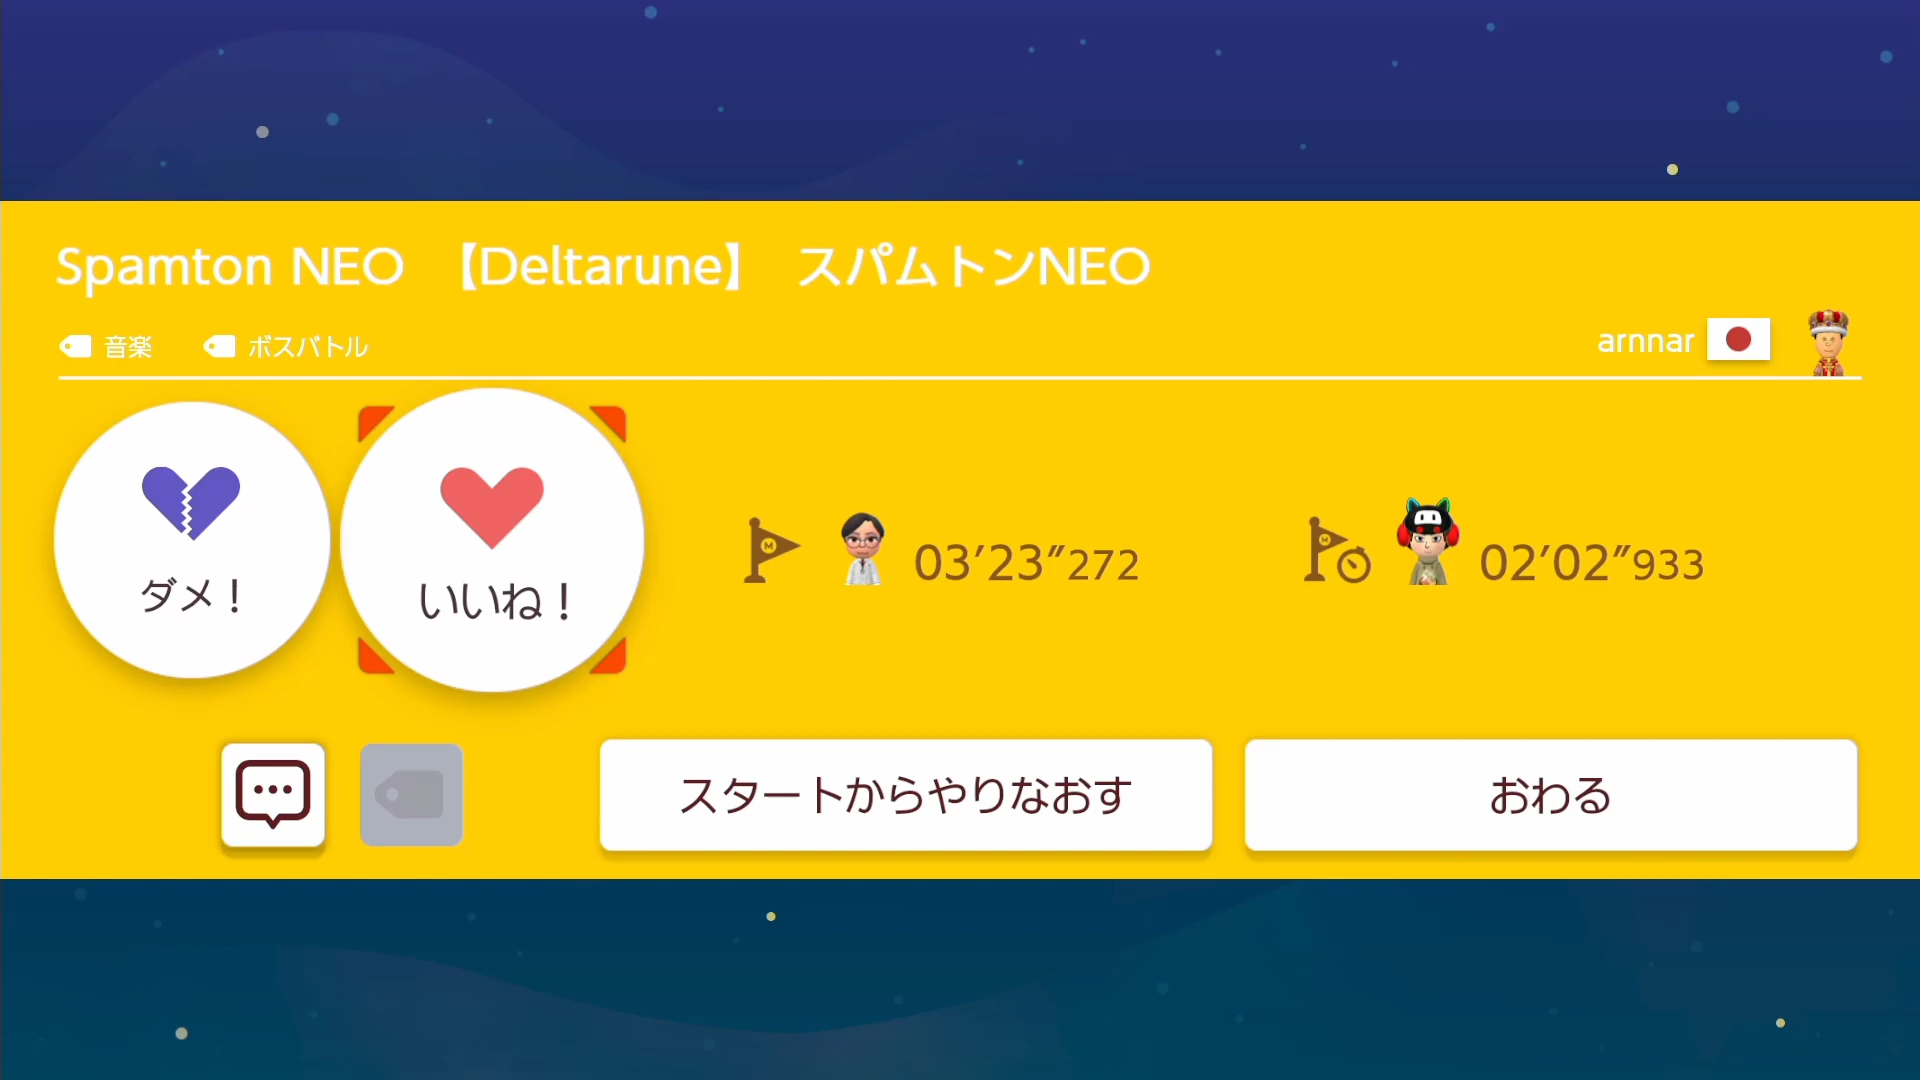 Spamton NEO 【Deltarune】 スパムトンNEO
音楽 ボスバトル
arnnar
ダメ！
いいね！
M 03′23″272
M 02′02″933
スタートからやりなおす
おわる